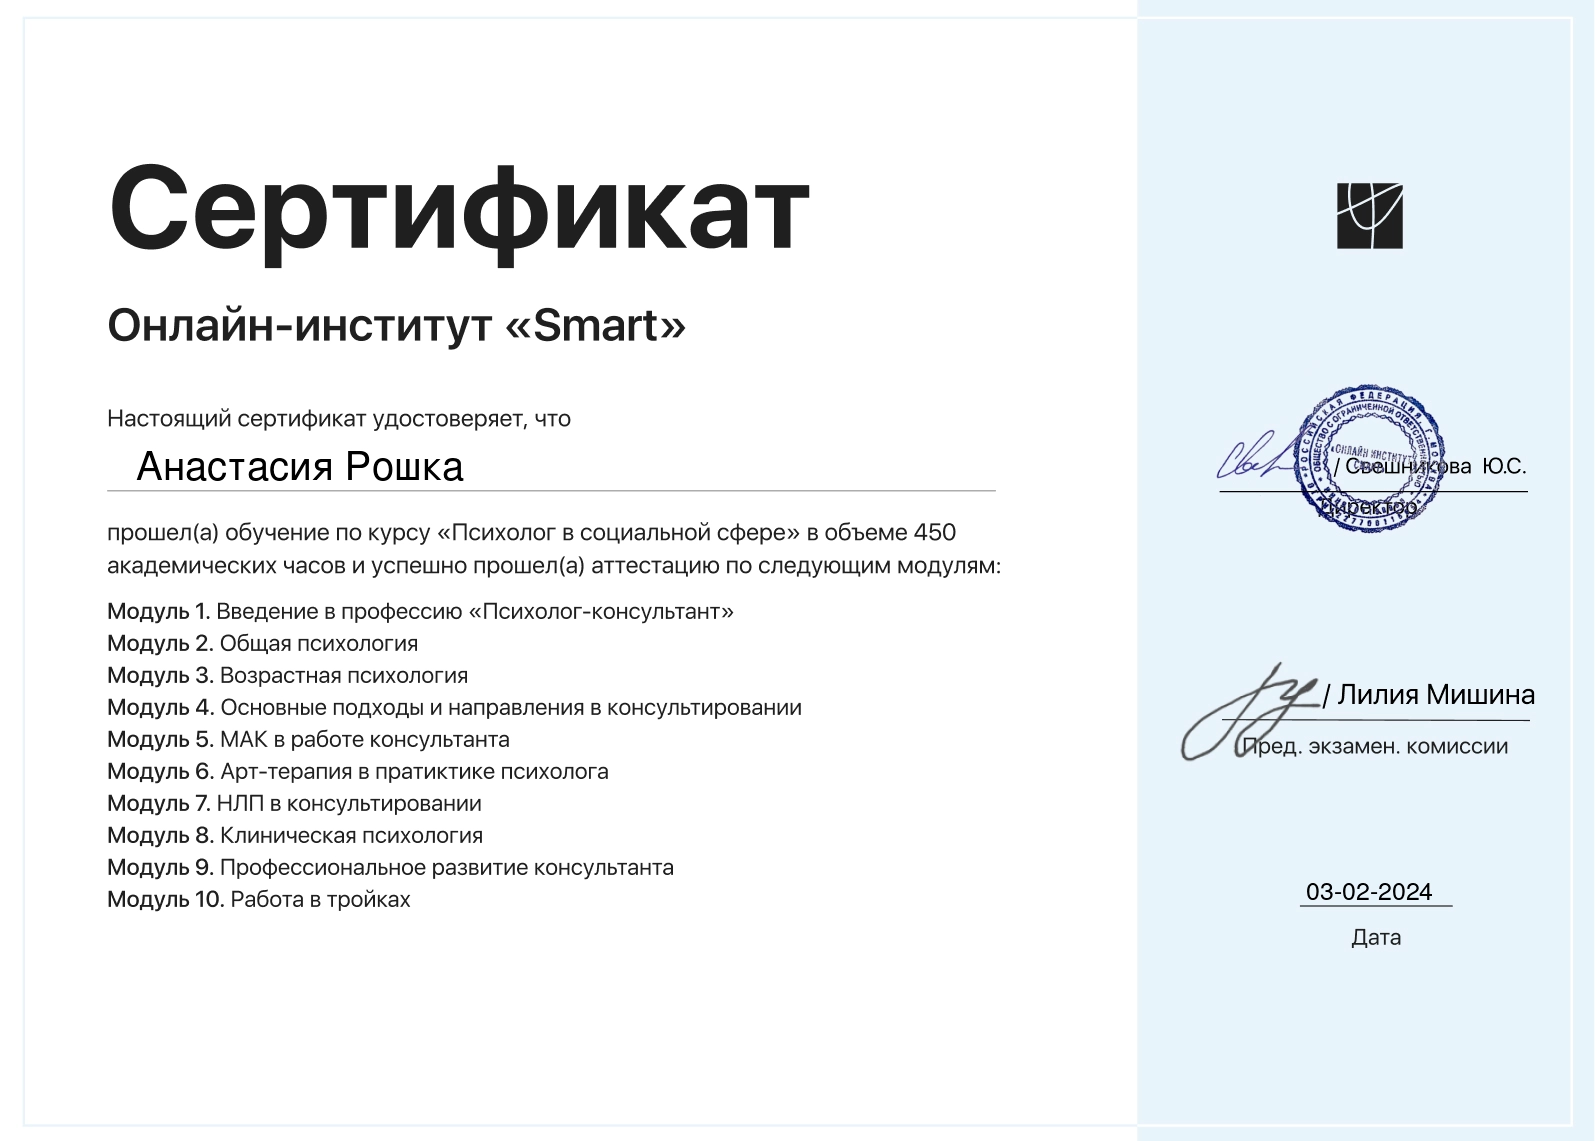 Сертификат
Онлайн-институт «Smart»
Настоящий сертификат удостоверяет, что
Анастасия Рошка
прошел(а) обучение по курсу «Психолог в социальной сфере» в объеме 450
академических часов и успешно прошел(а) аттестацию по следующим модулям:
Модуль 1. Введение в профессию «Психолог-консультант»
Модуль 2. Общая психология
Модуль 3. Возрастная психология
Модуль 4. Основные подходы и направления в консультировании
Модуль 5. МАК в работе консультанта
Модуль 6. Арт-терапия в пратиктике психолога
Модуль 7. НЛП в консультировании
Модуль 8. Клиническая психология
Модуль 9. Профессиональное развитие консультанта
Модуль 10. Работа в тройках
РОССИЙСКАЯ ФЕДЕРАЦИЯ, Г. МОСКВА
ОБЩЕСТВО С ОГРАНИЧЕННОЙ ОТВЕТСТВЕННОСТЬЮ
ОНЛАЙН ИНСТИТУТ
/ Свешникова Ю.С.
Директор
/ Лилия Мишина
Пред. экзамен. комиссии
03-02-2024
Дата